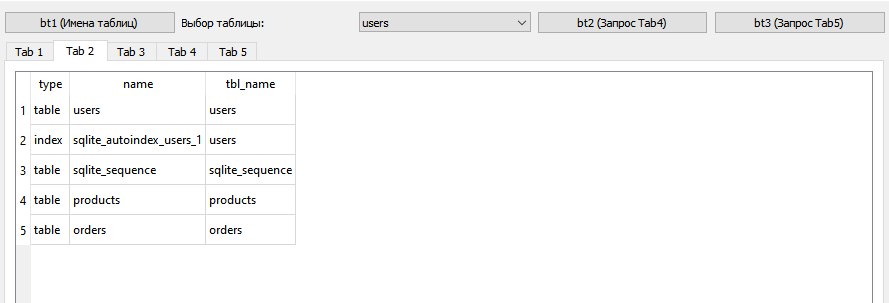 bt1 (Имена таблиц) Выбор таблицы: users bt2 (Запрос Tab4) bt3 (Запрос Tab5)
Tab 1 Tab 2 Tab 3 Tab 4 Tab 5
type name tbl_name
1 table users users
2 index sqlite_autoindex_users_1 users
3 table sqlite_sequence sqlite_sequence
4 table products products
5 table orders orders